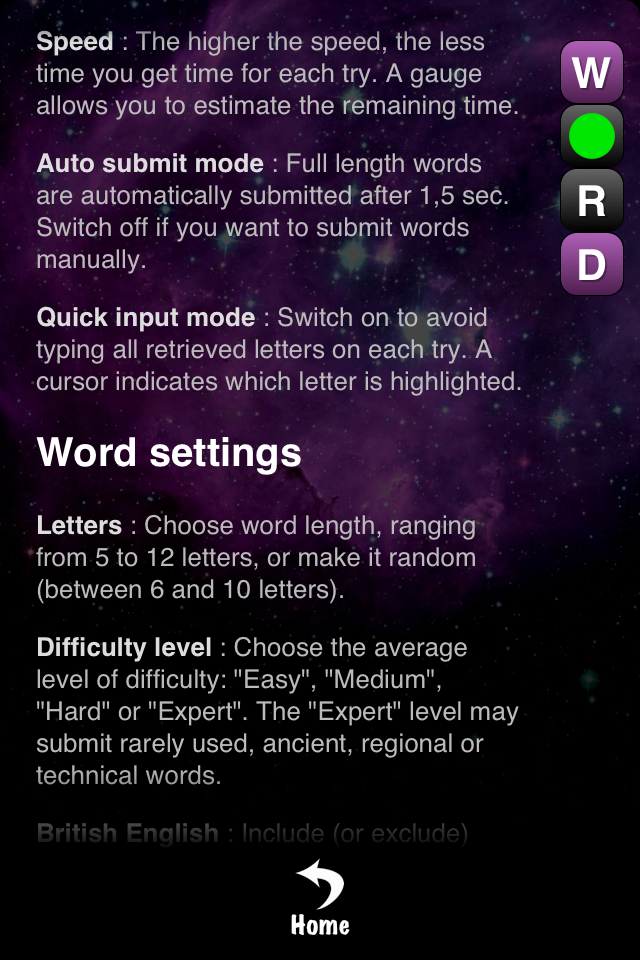 Speed : The higher the speed, the less
time you get time for each try. A gauge
allows you to estimate the remaining time.
Auto submit mode : Full length words
are automatically submitted after 1,5 sec.
Switch off if you want to submit words
manually.
Quick input mode : Switch on to avoid
typing all retrieved letters on each try. A
cursor indicates which letter is highlighted.
Word settings
Letters : Choose word length, ranging
from 5 to 12 letters, or make it random
(between 6 and 10 letters).
Difficulty level : Choose the average
level of difficulty: "Easy", "Medium",
"Hard" or "Expert". The "Expert" level may
submit rarely used, ancient, regional or
technical words.
British English : Include (or exclude)
W
R
D
Home